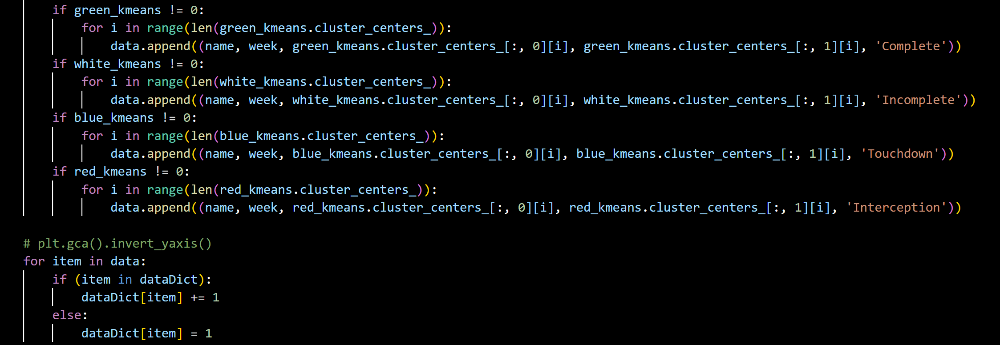 if green_kmeans != 0:
for i in range(len(green_kmeans.cluster_centers_)):
data.append((name, week, green_kmeans.cluster_centers_[:, 0][i], green_kmeans.cluster_centers_[:, 1][i], 'Complete'))
if white_kmeans != 0:
for i in range(len(white_kmeans.cluster_centers_)):
data.append((name, week, white_kmeans.cluster_centers_[:, 0][i], white_kmeans.cluster_centers_[:, 1][i], 'Incomplete'))
if blue_kmeans != 0:
for i in range(len(blue_kmeans.cluster_centers_)):
data.append((name, week, blue_kmeans.cluster_centers_[:, 0][i], blue_kmeans.cluster_centers_[:, 1][i], 'Touchdown'))
if red_kmeans != 0:
for i in range(len(red_kmeans.cluster_centers_)):
data.append((name, week, red_kmeans.cluster_centers_[:, 0][i], red_kmeans.cluster_centers_[:, 1][i], 'Interception'))
# plt.gca().invert_yaxis()
for item in data:
if (item in dataDict):
dataDict[item] += 1
else:
dataDict[item] = 1